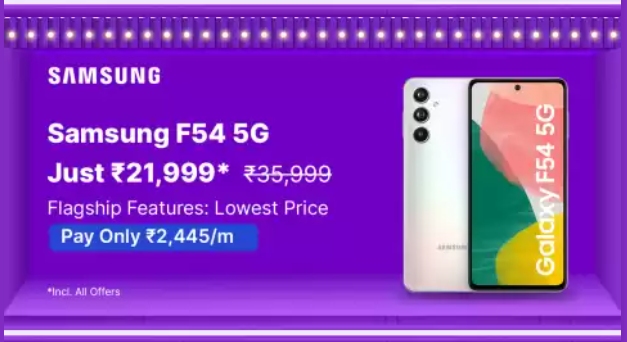 SAMSUNG
Samsung F54 5G
Just ₹21,999* ₹35,999
Flagship Features: Lowest Price
Pay Only ₹2,445/m
*Incl. All Offers
SAMSUNG
Galaxy F54 5G